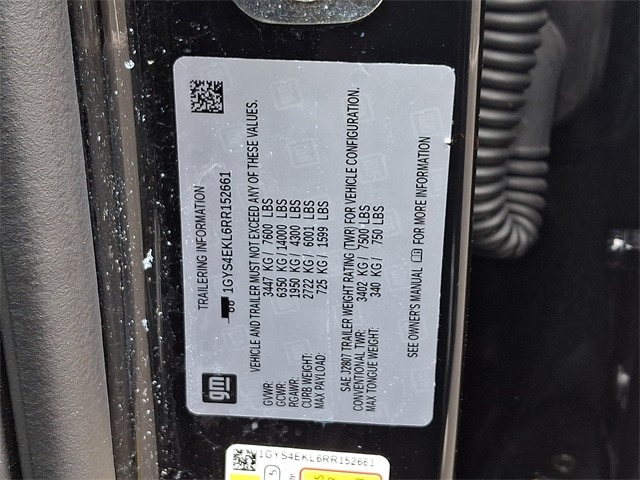 TRAILERING INFORMATION
1GYS4EKL6RR152661
VEHICLE AND TRAILER MUST NOT EXCEED ANY OF THESE VALUES.
GVWR: 3447 KG / 7600 LBS
GCWR: 6350 KG / 14000 LBS
RGAWR: 1950 KG / 4300 LBS
CURB WEIGHT: 2722 KG / 6001 LBS
MAX PAYLOAD: 725 KG / 1599 LBS
SAE J2807 TRAILER WEIGHT RATING (TWR) FOR VEHICLE CONFIGURATION.
CONVENTIONAL TWR: 3402 KG / 7500 LBS
MAX TONGUE WEIGHT: 340 KG / 750 LBS
SEE OWNER'S MANUAL FOR MORE INFORMATION
gm
1GYS4EKL6RR152661